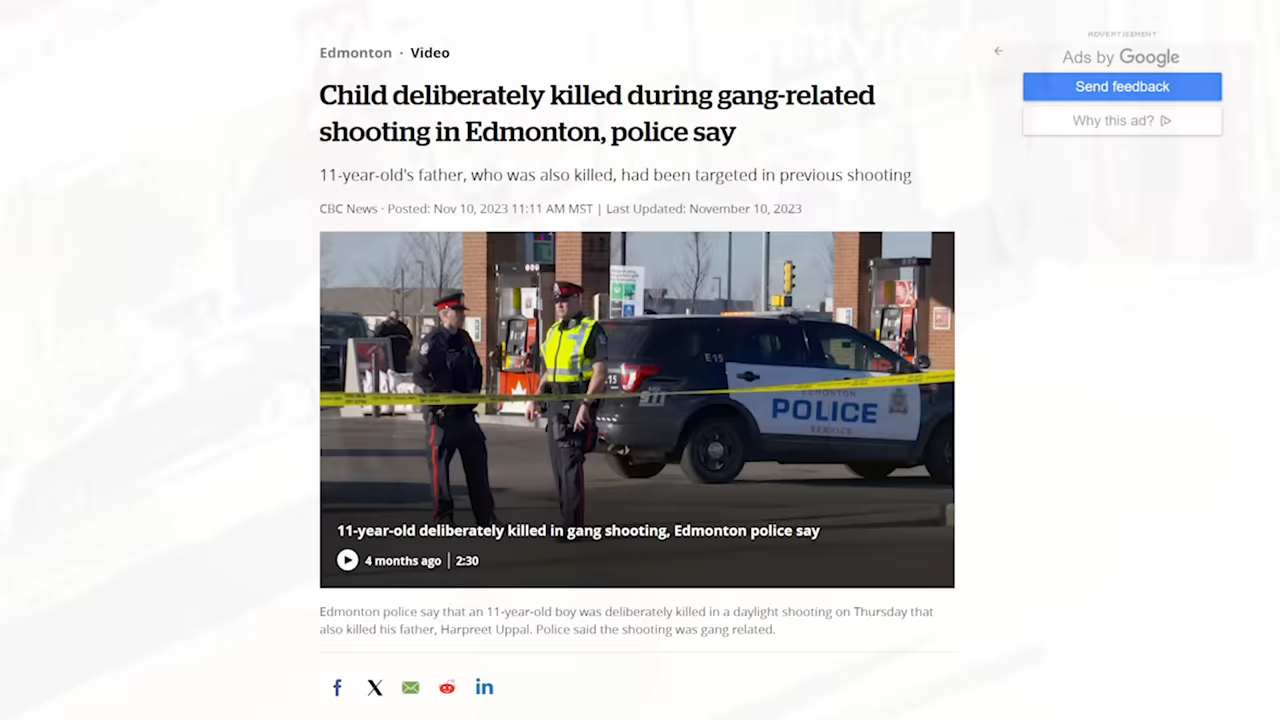 ADVERTISEMENT
Edmonton · Video
Ads by Google
Send feedback
Why this ad?
Child deliberately killed during gang-related
shooting in Edmonton, police say
11-year-old's father, who was also killed, had been targeted in previous shooting
CBC News · Posted: Nov 10, 2023 11:11 AM MST | Last Updated: November 10, 2023
E15
15
911
EDMONTON
POLICE
SERVICE
11-year-old deliberately killed in gang shooting, Edmonton police say
4 months ago | 2:30
Edmonton police say that an 11-year-old boy was deliberately killed in a daylight shooting on Thursday that
also killed his father, Harpreet Uppal. Police said the shooting was gang related.